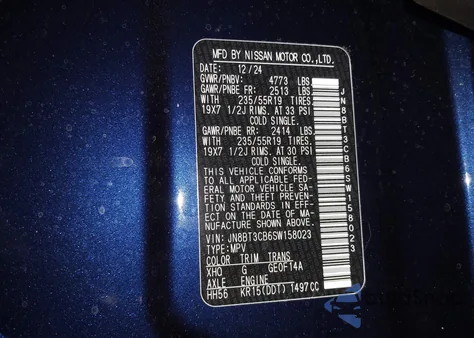 MFD BY NISSAN MOTOR CO.,LTD.
DATE: 12/24
GVWR/PNBV: 4773 LBS
GAWR/PNBE FR: 2513 LBS
WITH 235/55R19 TIRES.
19X7 1/2J RIMS. AT 33 PSI
COLD SINGLE.
GAWR/PNBE RR: 2414 LBS
WITH 235/55R19 TIRES.
19X7 1/2J RIMS. AT 30 PSI
COLD SINGLE.
THIS VEHICLE CONFORMS
TO ALL APPLICABLE FED-
ERAL MOTOR VEHICLE SA-
FETY AND THEFT PREVEN-
TION STANDARDS IN EFF-
ECT ON THE DATE OF MA-
NUFACTURE SHOWN ABOVE.
VIN: JN8BT3CB6SW158023
TYPE:MPV
COLOR TRIM TRANS
XHO G GEOF14A
AXLE ENGINE
HH56 KR15(DDT) 1497CC
JN8BT3CB6SW158023